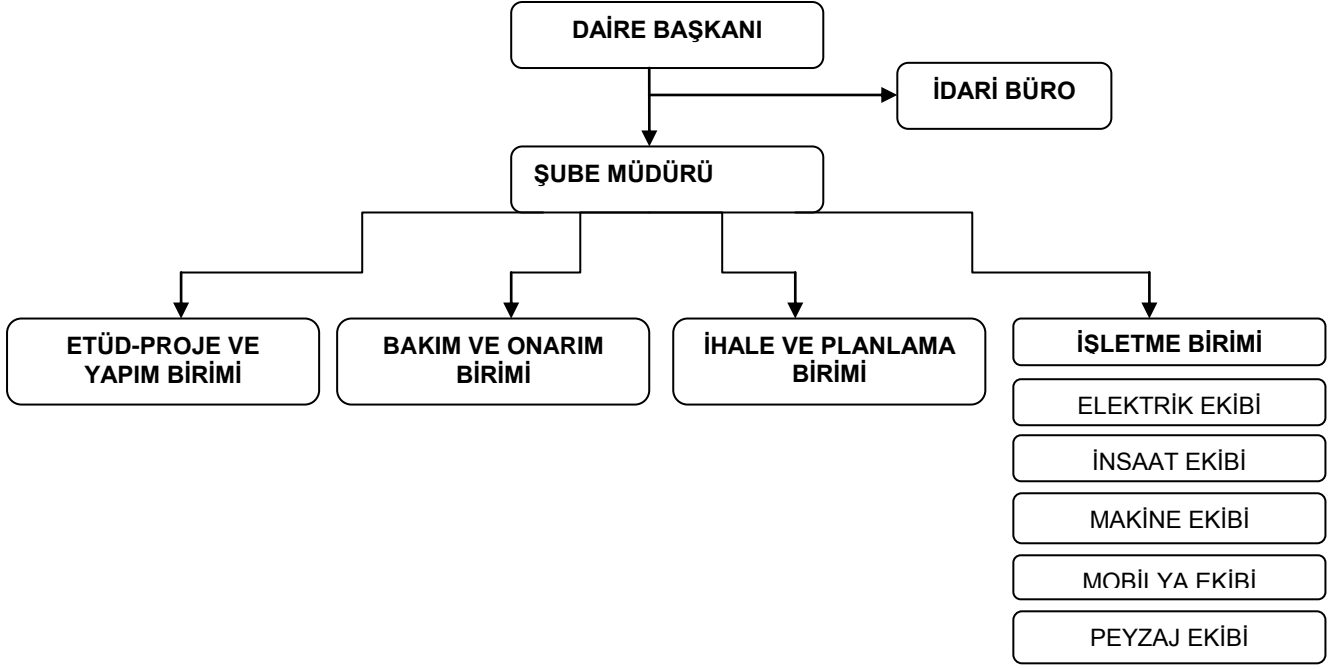 DAİRE BAŞKANI
İDARİ BÜRO
ŞUBE MÜDÜRÜ
ETÜD-PROJE VE
YAPIM BİRİMİ
BAKIM VE ONARIM
BİRİMİ
İHALE VE PLANLAMA
BİRİMİ
İŞLETME BİRİMİ
ELEKTRİK EKİBİ
İNSAAT EKİBİ
MAKİNE EKİBİ
MOBİLYA EKİBİ
PEYZAJ EKİBİ